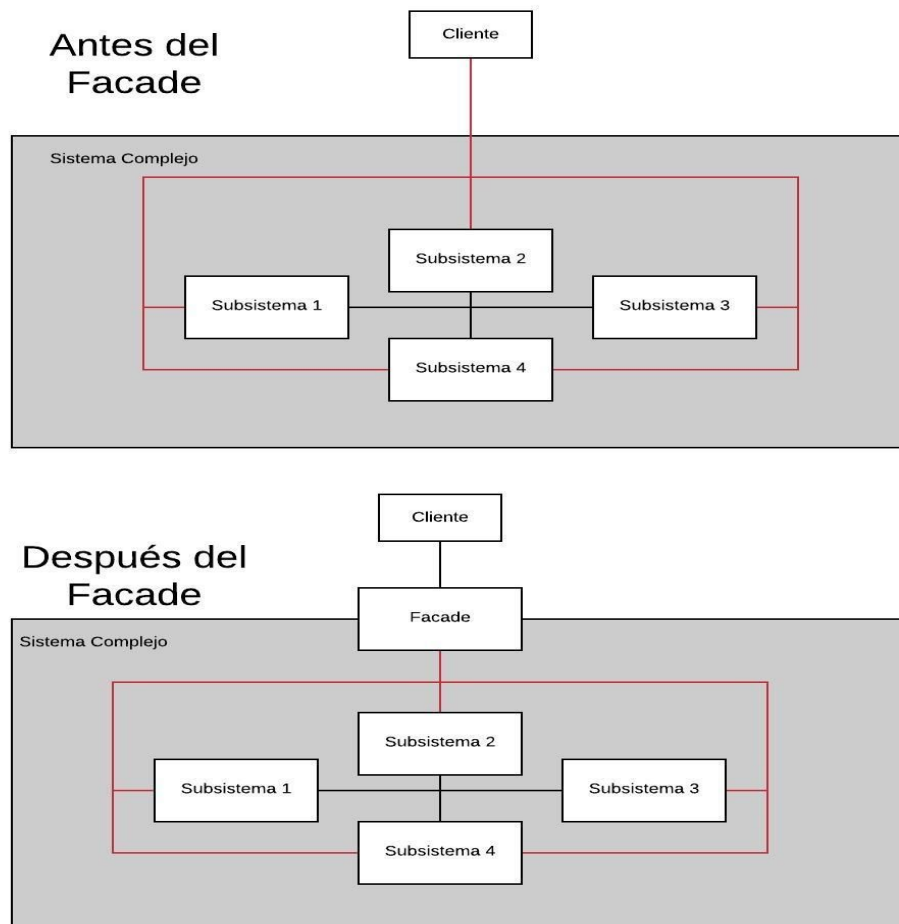 Antes del
Facade
Cliente
Sistema Complejo
Subsistema 2
Subsistema 1
Subsistema 3
Subsistema 4
Cliente
Después del
Facade
Facade
Sistema Complejo
Subsistema 2
Subsistema 1
Subsistema 3
Subsistema 4